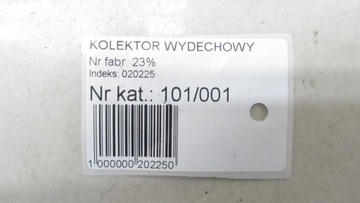 KOLEKTOR WYDECHOWY
Nr fabr. 23%
Indeks: 020225
Nr kat.: 101/001
1 000000 202250